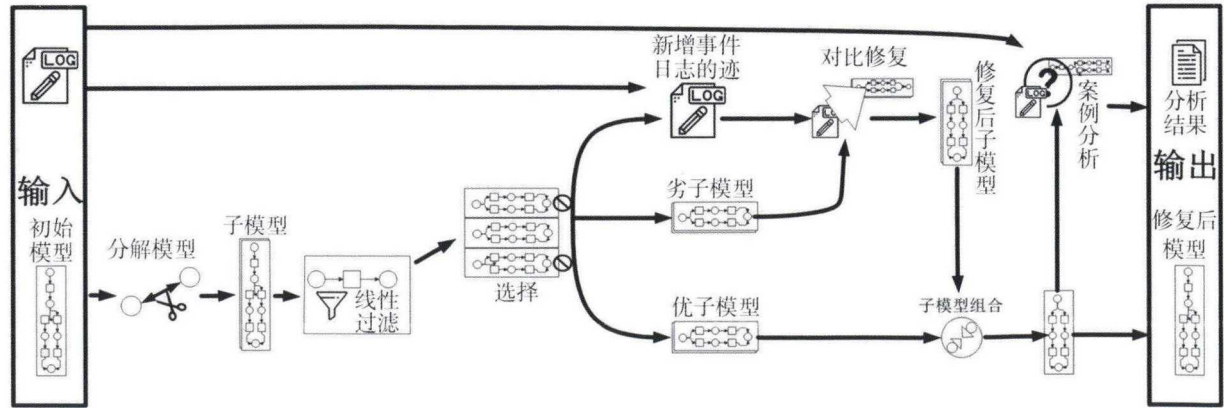 LOG
输入
初始
模型
分解模型
子模型
线性
过滤
选择
新增事件
日志的迹
LOG
劣子模型
优子模型
对比修复
LOG
修复后子模型
子模型组合
?
LOG
案例分析
分析
结果
输出
修复后
模型